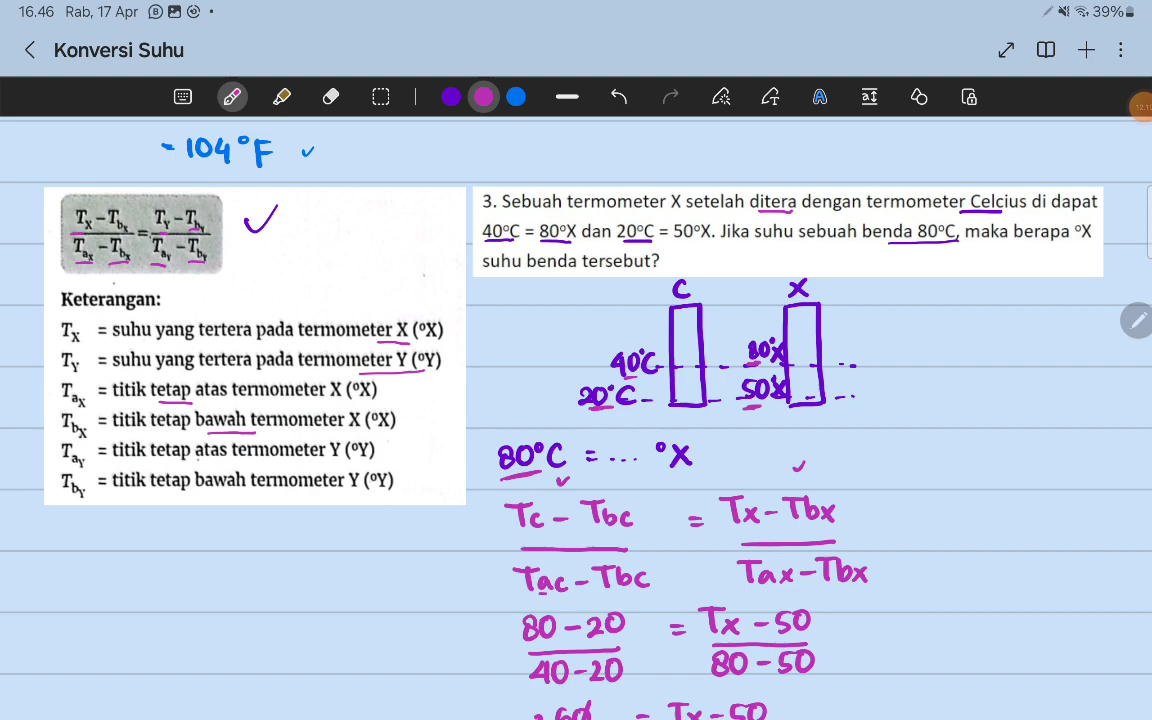 16.46 Rab, 17 Apr
39%
Konversi Suhu
12.10
= 104°F ✓
Tx – Tbx / Tax – Tbx = Ty – Tby / Tay – Tby
Keterangan:
Tx = suhu yang tertera pada termometer X (°X)
TY = suhu yang tertera pada termometer Y (°Y)
TaX = titik tetap atas termometer X (°X)
TbX = titik tetap bawah termometer X (°X)
TaY = titik tetap atas termometer Y (°Y)
TbY = titik tetap bawah termometer Y (°Y)
3. Sebuah termometer X setelah ditera dengan termometer Celcius di dapat
40°C = 80°X dan 20°C = 50°X. Jika suhu sebuah benda 80°C, maka berapa °X
suhu benda tersebut?
C X
40°C 80°X
20°C 50°X
80°C = ... °X
Tc – Tbc / Tac – Tbc = Tx – Tbx / Tax – Tbx
80 – 20 / 40 – 20 = Tx – 50 / 80 – 50
= Tx – 50